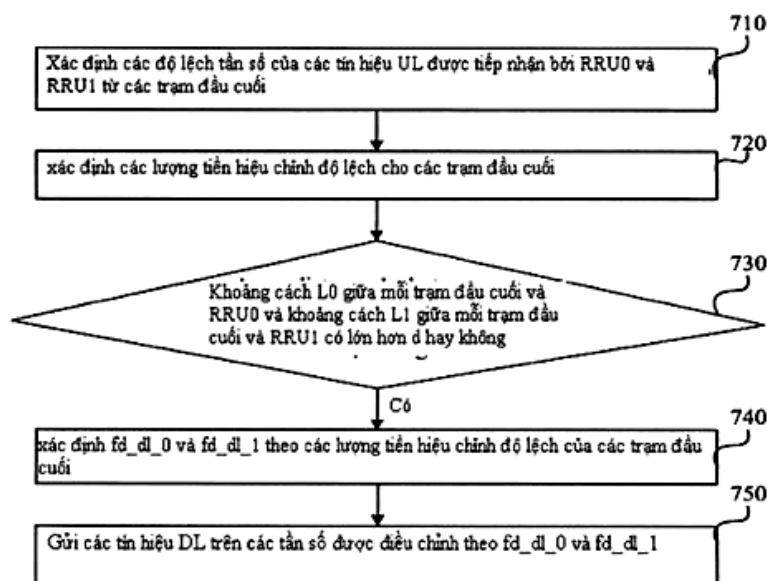 710
Xác định các độ lệch tần số của các tín hiệu UL được tiếp nhận bởi RRU0 và
RRU1 từ các trạm đầu cuối
720
xác định các lượng tiền hiệu chỉnh độ lệch cho các trạm đầu cuối
730
Khoảng cách L0 giữa mỗi trạm đầu cuối và
RRU0 và khoảng cách L1 giữa mỗi trạm đầu
cuối và RRU1 có lớn hơn d hay không
Có
740
xác định fd_dl_0 và fd_dl_1 theo các lượng tiền hiệu chỉnh độ lệch của các trạm đầu
cuối
750
Gửi các tín hiệu DL trên các tần số được điều chỉnh theo fd_dl_0 và fd_dl_1